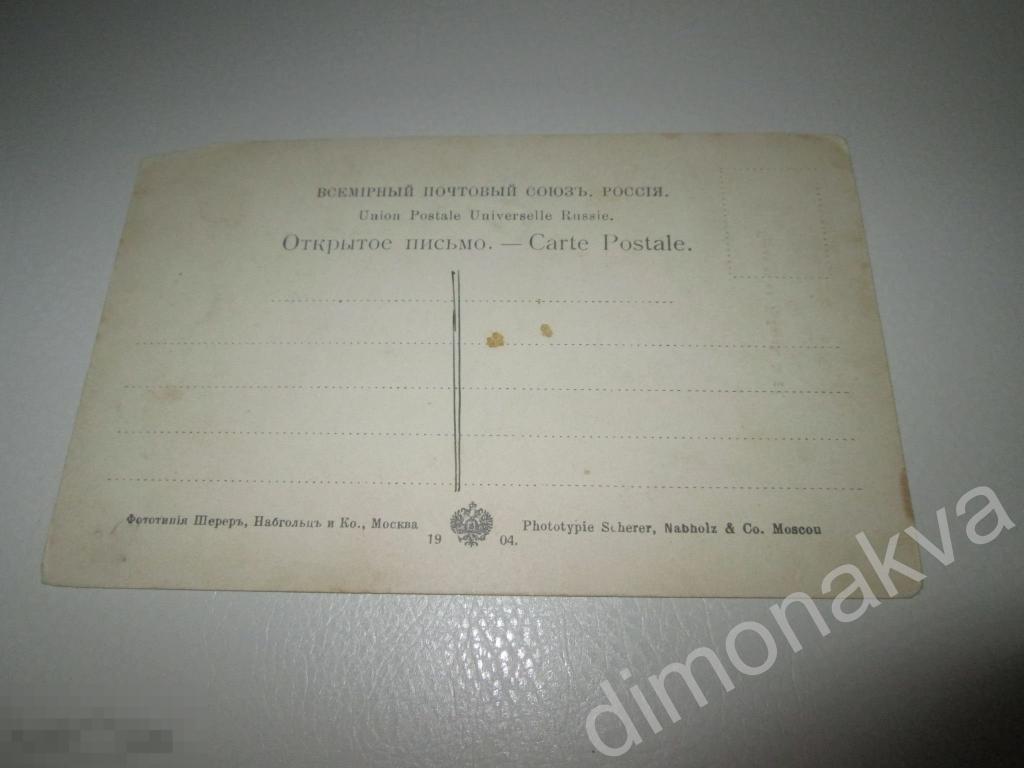 ВСЕМІРНЫЙ ПОЧТОВЫЙ СОЮЗЪ. РОССІЯ.
Union Postale Universelle Russie.
Открытое письмо. — Carte Postale.
Фототипія Шереръ, Набгольцъ и Ко., Москва
19 04.
Phototypie Scherer, Nabholz & Co. Moscou
dimonakva